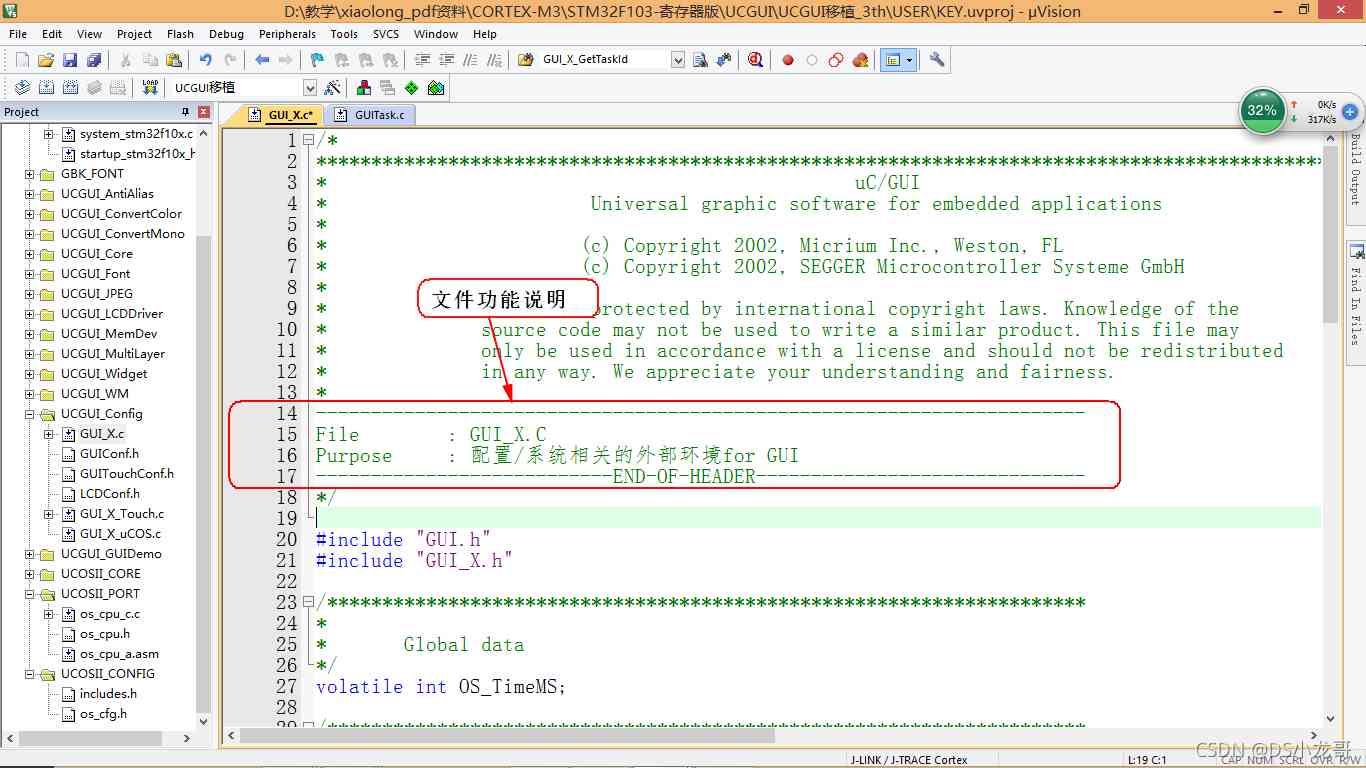 D:\教学\xiaolong_pdf资料\CORTEX-M3\STM32F103-寄存器版\UCGUI\UCGUI移植_3th\USER\KEY.uvproj - µVision
File Edit View Project Flash Debug Peripherals Tools SVCS Window Help
GUI_X_GetTaskId
LOAD UCGUI移植
Project
system_stm32f10x.c
startup_stm32f10x_h
GBK_FONT
UCGUI_AntiAlias
UCGUI_ConvertColor
UCGUI_ConvertMono
UCGUI_Core
UCGUI_Font
UCGUI_JPEG
UCGUI_LCDDriver
UCGUI_MemDev
UCGUI_MultiLayer
UCGUI_Widget
UCGUI_WM
UCGUI_Config
GUI_X.c
GUIConf.h
GUITouchConf.h
LCDConf.h
GUI_X_Touch.c
GUI_X_uCOS.c
UCGUI_GUIDemo
UCOSII_CORE
UCOSII_PORT
os_cpu_c.c
os_cpu.h
os_cpu_a.asm
UCOSII_CONFIG
includes.h
os_cfg.h
GUI_X.c* GUITask.c
32% 0K/s
317K/s
1 /*
2 *******************************************************************************************
3 * uC/GUI
4 * Universal graphic software for embedded applications
5 *
6 * (c) Copyright 2002, Micrium Inc., Weston, FL
7 * (c) Copyright 2002, SEGGER Microcontroller Systeme GmbH
8 *
文件功能说明
9 * protected by international copyright laws. Knowledge of the
10 * source code may not be used to write a similar product. This file may
11 * only be used in accordance with a license and should not be redistributed
12 * in any way. We appreciate your understanding and fairness.
13 *
14 ----------------------------------------------------------------------
15 File : GUI_X.C
16 Purpose : 配置/系统相关的外部环境for GUI
17 ---------------------------END-OF-HEADER------------------------------
18 */
19
20 #include "GUI.h"
21 #include "GUI_X.h"
22
23 /*********************************************************************
24 *
25 * Global data
26 */
27 volatile int OS_TimeMS;
28
29 /*********************************************************************
Build Output
Find In Files
J-LINK / J-TRACE Cortex L:19 C:1 CAP NUM SCRL OVR R/W
CSDN @DS小龙哥